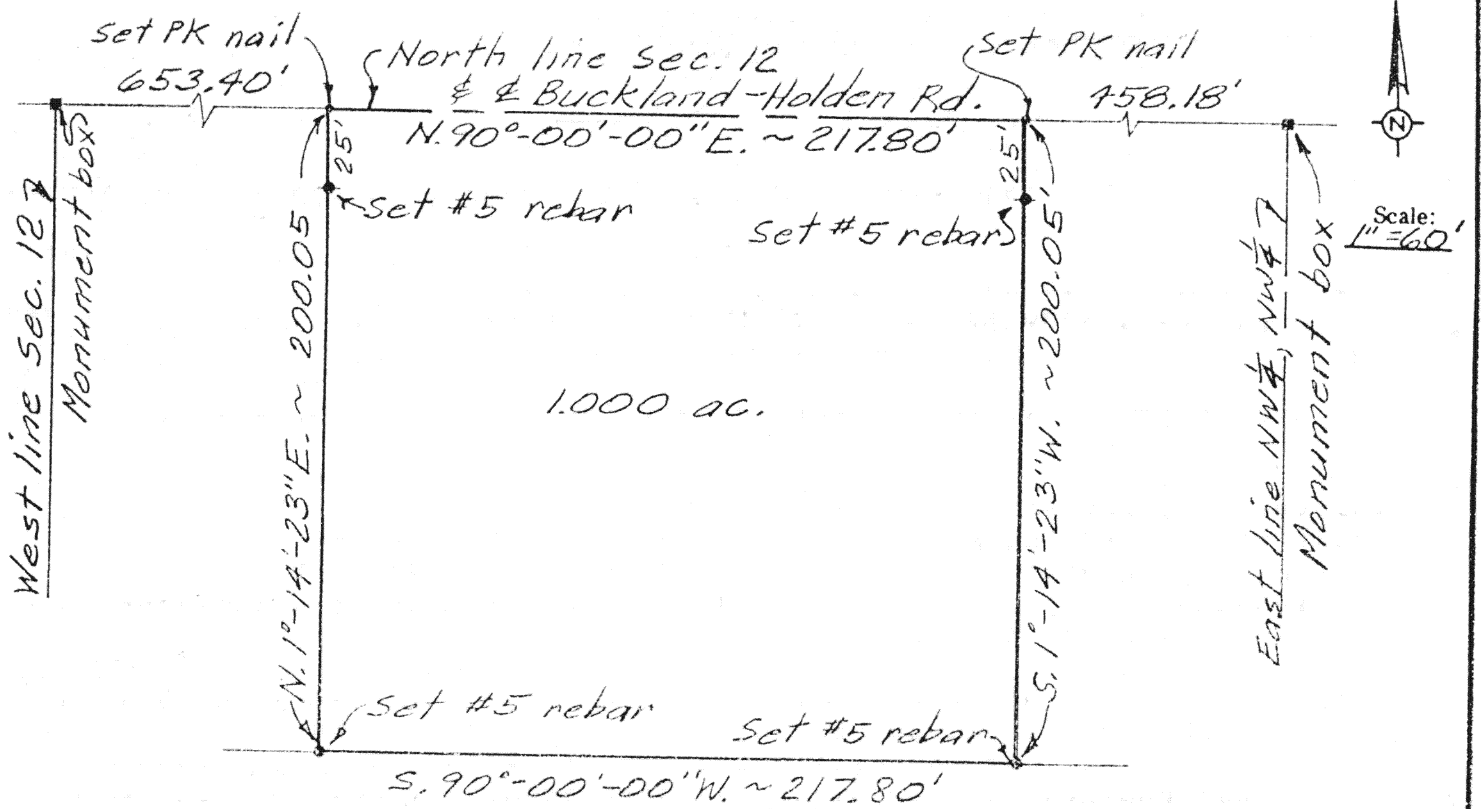 Set PK nail
653.40'
North line Sec. 12
& ℄ Buckland-Holden Rd.
N. 90°-00'-00" E. ~ 217.80'
Set PK nail
458.18'
N
Scale:
1"=60'
25'
Set #5 rebar
25'
Set #5 rebar
West line Sec. 12
Monument box
N. 1°-14'-23" E. ~ 200.05
1.000 ac.
S. 1°-14'-23" W. ~ 200.05'
East line NW¼, NW¼
Monument box
Set #5 rebar
Set #5 rebar
S. 90°-00'-00" W. ~ 217.80'